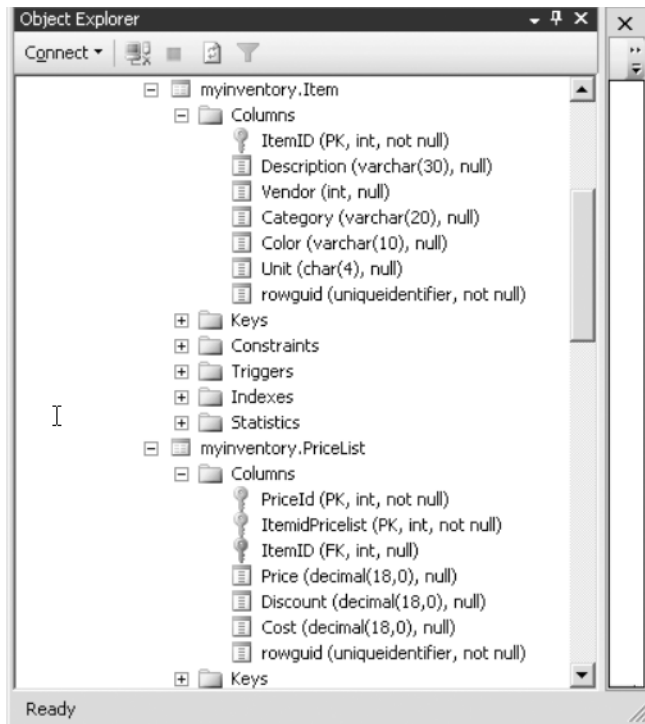 Object Explorer
Connect
myinventory.Item
Columns
ItemID (PK, int, not null)
Description (varchar(30), null)
Vendor (int, null)
Category (varchar(20), null)
Color (varchar(10), null)
Unit (char(4), null)
rowguid (uniqueidentifier, not null)
Keys
Constraints
Triggers
Indexes
Statistics
myinventory.PriceList
Columns
PriceId (PK, int, not null)
ItemidPricelist (PK, int, not null)
ItemID (FK, int, null)
Price (decimal(18,0), null)
Discount (decimal(18,0), null)
Cost (decimal(18,0), null)
rowguid (uniqueidentifier, not null)
Keys
Ready